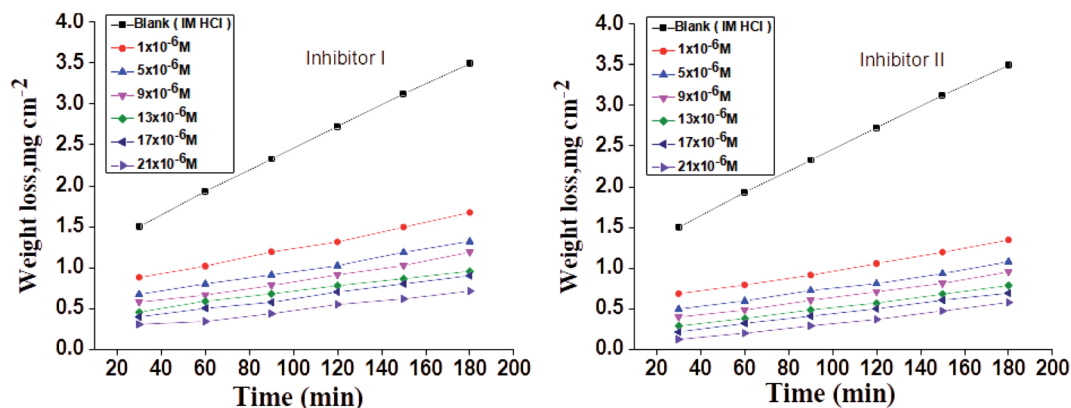 Weight loss,mg cm⁻²
4.0
3.5
3.0
2.5
2.0
1.5
1.0
0.5
0.0
Blank ( IM HCl )
1x10⁻⁶M
5x10⁻⁶M
9x10⁻⁶M
13x10⁻⁶M
17x10⁻⁶M
21x10⁻⁶M
Inhibitor I
20 40 60 80 100 120 140 160 180 200
Time (min)
Weight loss,mg cm⁻²
4.0
3.5
3.0
2.5
2.0
1.5
1.0
0.5
0.0
Blank ( IM HCl )
1x10⁻⁶M
5x10⁻⁶M
9x10⁻⁶M
13x10⁻⁶M
17x10⁻⁶M
21x10⁻⁶M
Inhibitor II
20 40 60 80 100 120 140 160 180 200
Time (min)